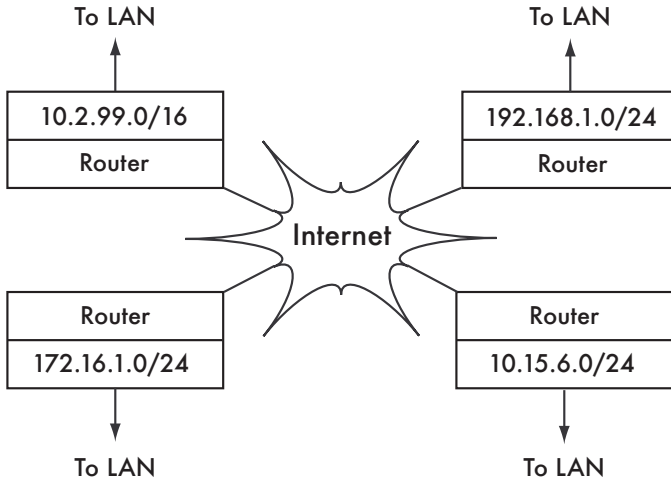 To LAN
To LAN
10.2.99.0/16
192.168.1.0/24
Router
Router
Internet
Router
Router
172.16.1.0/24
10.15.6.0/24
To LAN
To LAN